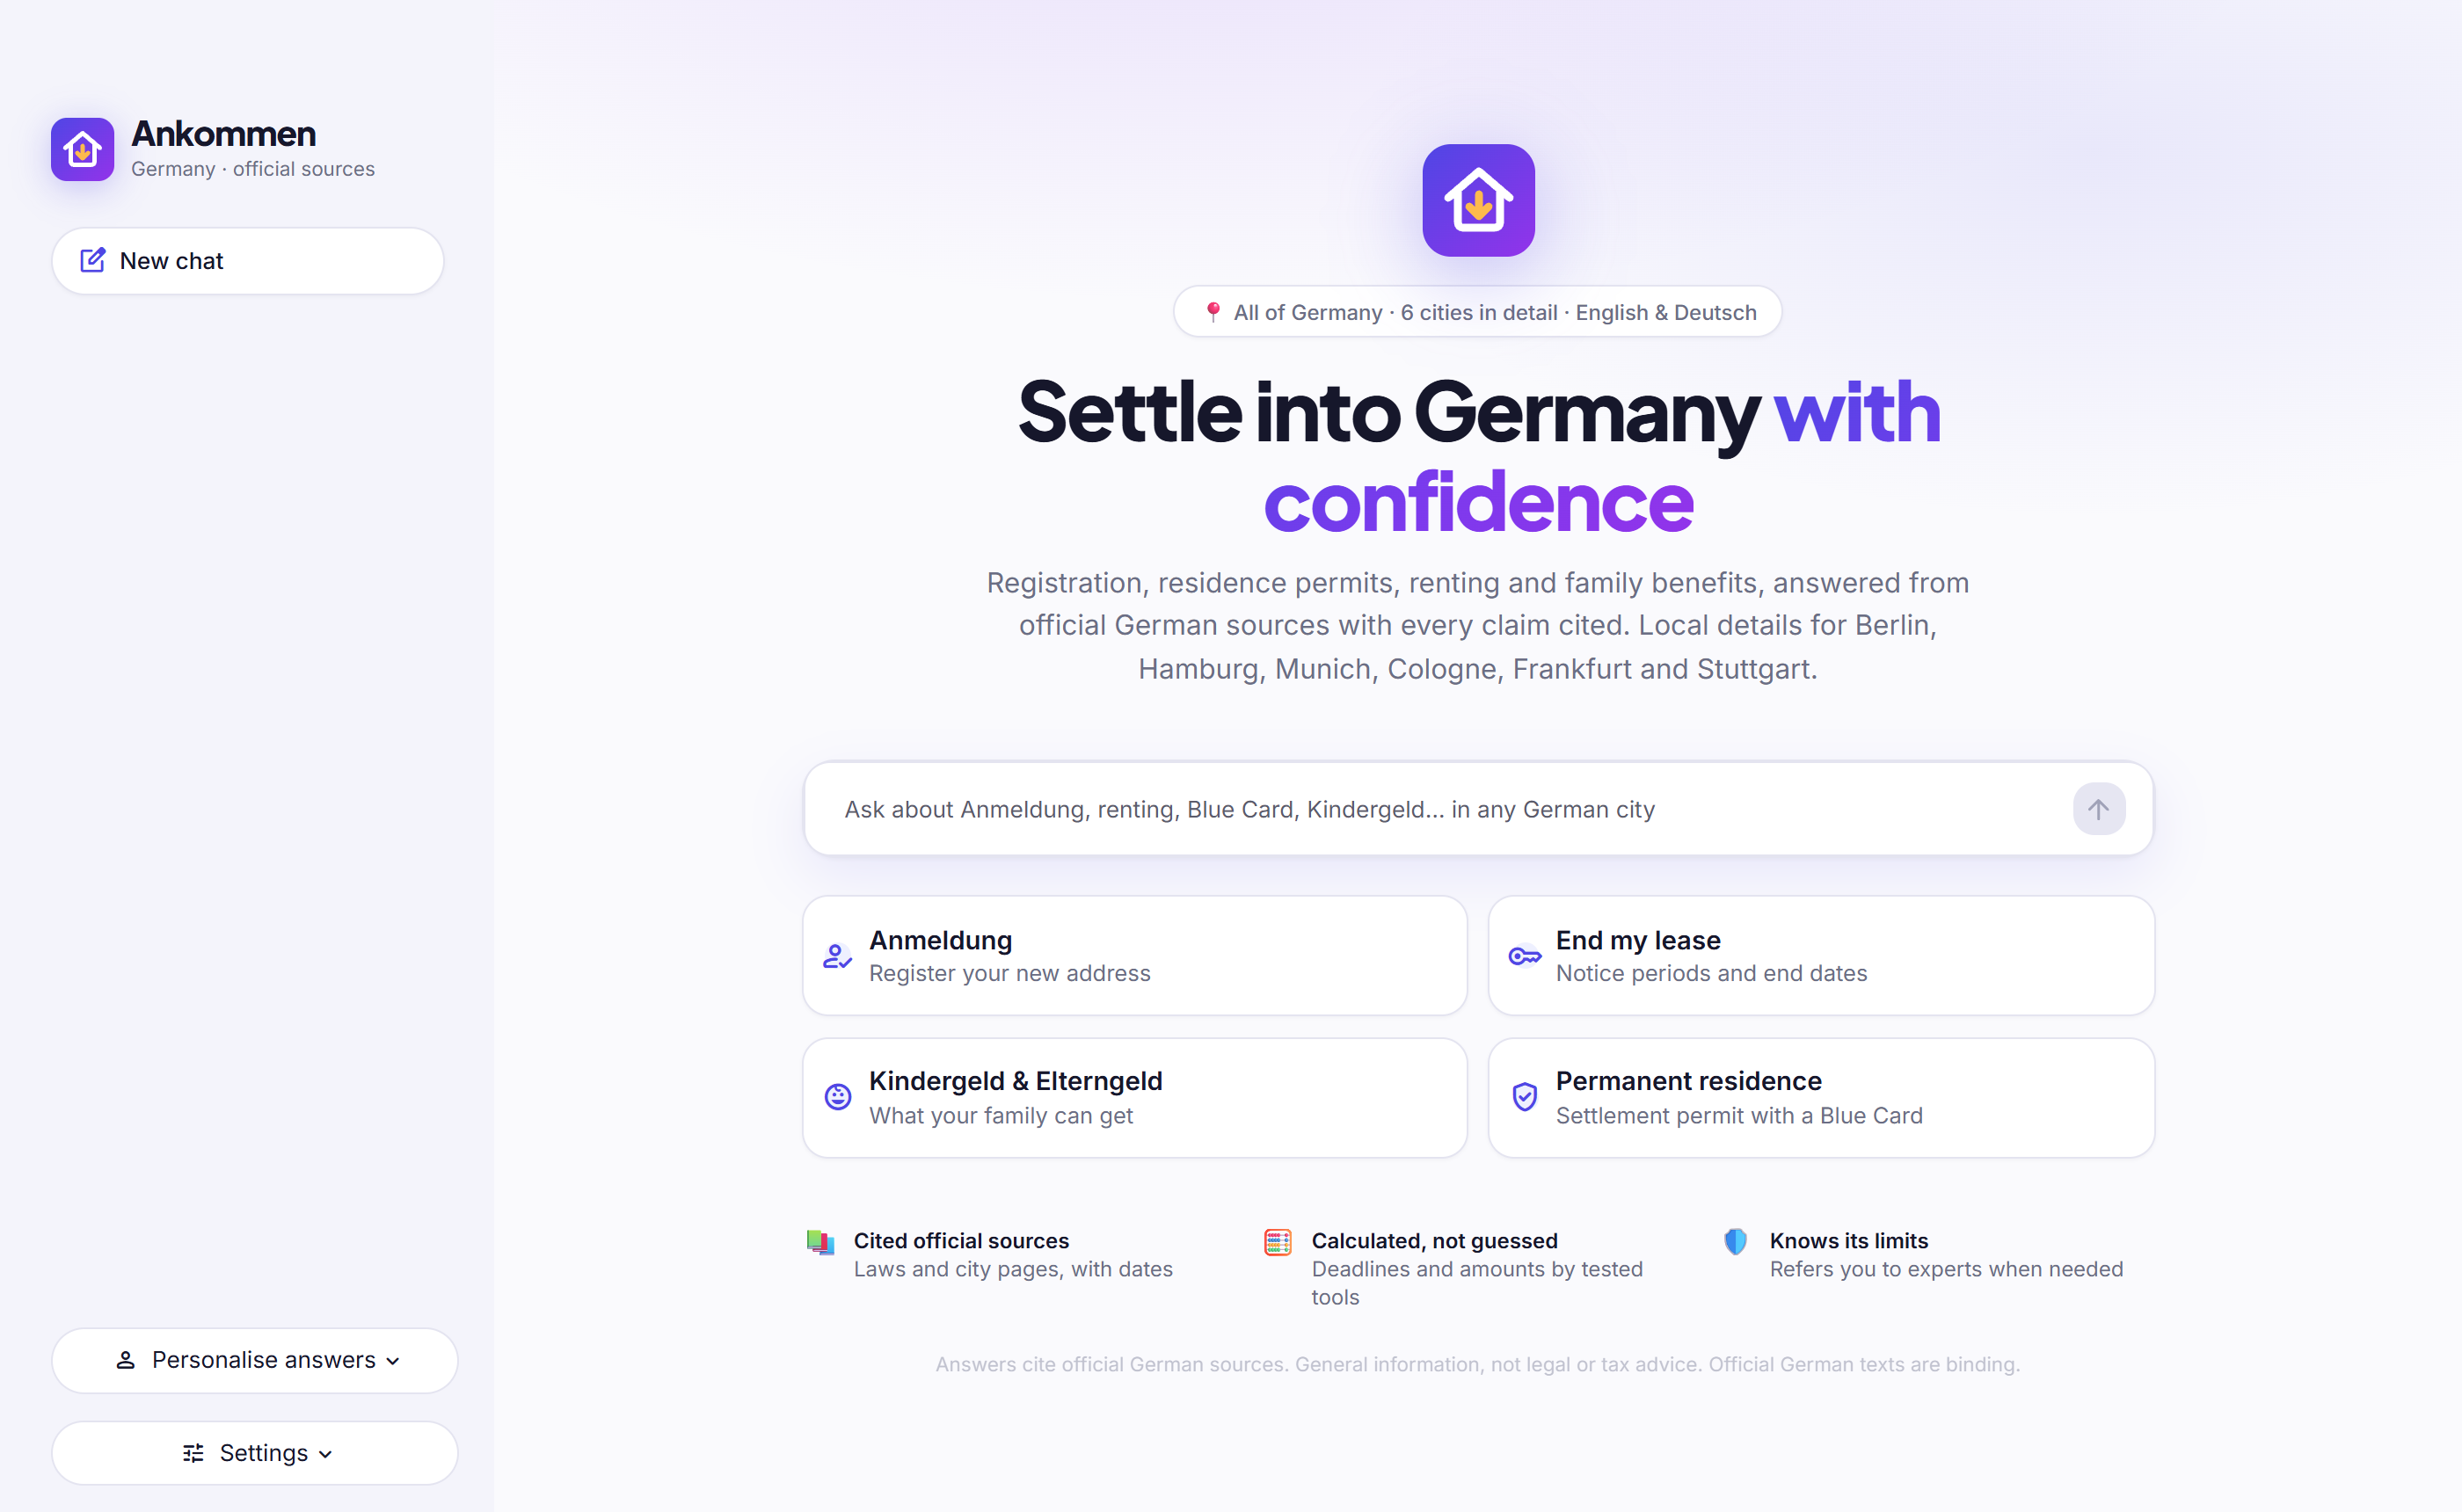 Ankommen
Germany · official sources
New chat
Personalise answers
Settings
All of Germany · 6 cities in detail · English & Deutsch
Settle into Germany with
confidence
Registration, residence permits, renting and family benefits, answered from
official German sources with every claim cited. Local details for Berlin,
Hamburg, Munich, Cologne, Frankfurt and Stuttgart.
Ask about Anmeldung, renting, Blue Card, Kindergeld... in any German city
Anmeldung
Register your new address
End my lease
Notice periods and end dates
Kindergeld & Elterngeld
What your family can get
Permanent residence
Settlement permit with a Blue Card
Cited official sources
Laws and city pages, with dates
Calculated, not guessed
Deadlines and amounts by tested
tools
Knows its limits
Refers you to experts when needed
Answers cite official German sources. General information, not legal or tax advice. Official German texts are binding.